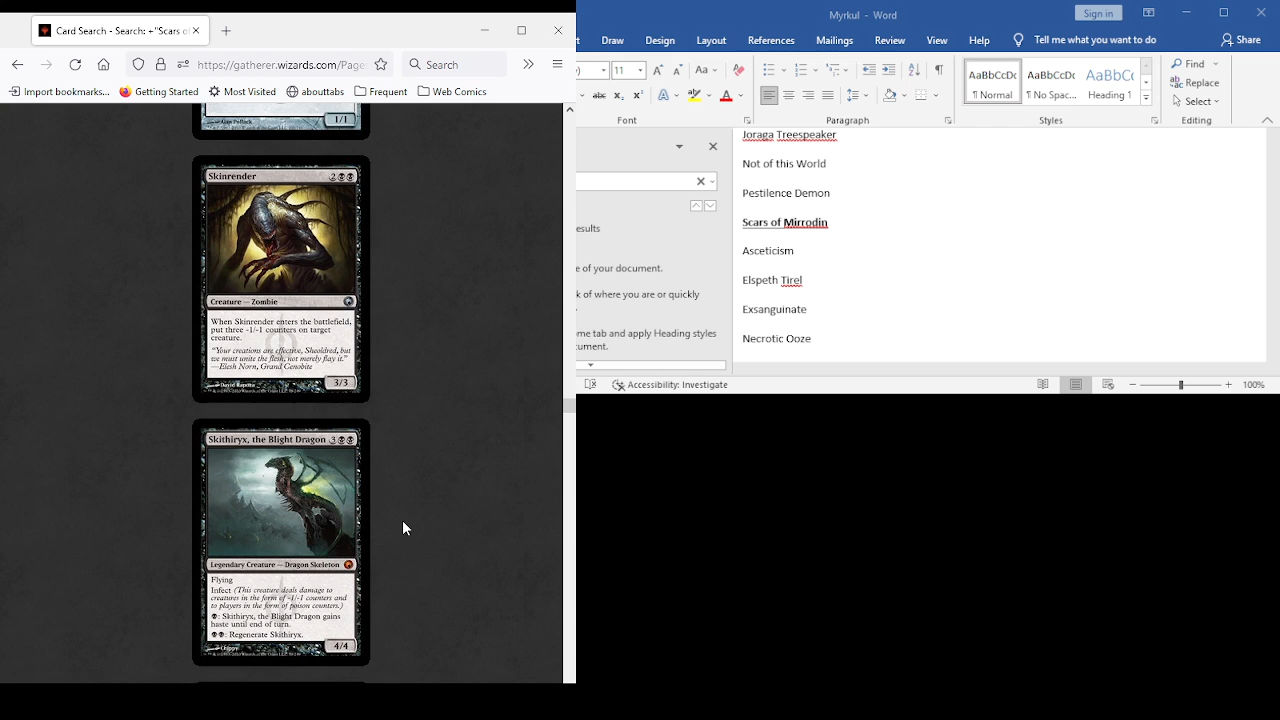 Card Search - Search: +"Scars of
https://gatherer.wizards.com/Pages
Search
Import bookmarks...
Getting Started
Most Visited
abouttabs
Frequent
Web Comics
1/1
Skinrender 2
Creature — Zombie
When Skinrender enters the battlefield,
put three -1/-1 counters on target
creature.
"Your creations are effective, Sheoldred, but
we must unite the flesh, not merely flay it."
—Elesh Norn, Grand Cenobite
3/3
Skithiryx, the Blight Dragon 3
Legendary Creature — Dragon Skeleton
Flying
Infect (This creature deals damage to
creatures in the form of -1/-1 counters and
to players in the form of poison counters.)
: Skithiryx, the Blight Dragon gains
haste until end of turn.
: Regenerate Skithiryx.
4/4
Myrkul - Word
Sign in
Draw
Design
Layout
References
Mailings
Review
View
Help
Tell me what you want to do
Share
11
Aa
abc
x₂
x²
Font
Paragraph
AaBbCcDc
¶ Normal
AaBbCcDc
¶ No Spac...
AaBbCc
Heading 1
Styles
Find
Replace
Select
Editing
esults
e of your document.
k of where you are or quickly
me tab and apply Heading styles
cument.
Joraga Treespeaker
Not of this World
Pestilence Demon
Scars of Mirrodin
Asceticism
Elspeth Tirel
Exsanguinate
Necrotic Ooze
Accessibility: Investigate
100%